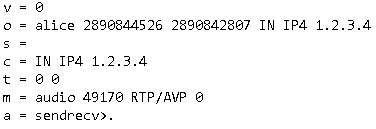 v = 0
o = alice 2890844526 2890842807 IN IP4 1.2.3.4
s =
c = IN IP4 1.2.3.4
t = 0 0
m = audio 49170 RTP/AVP 0
a = sendrecv>.